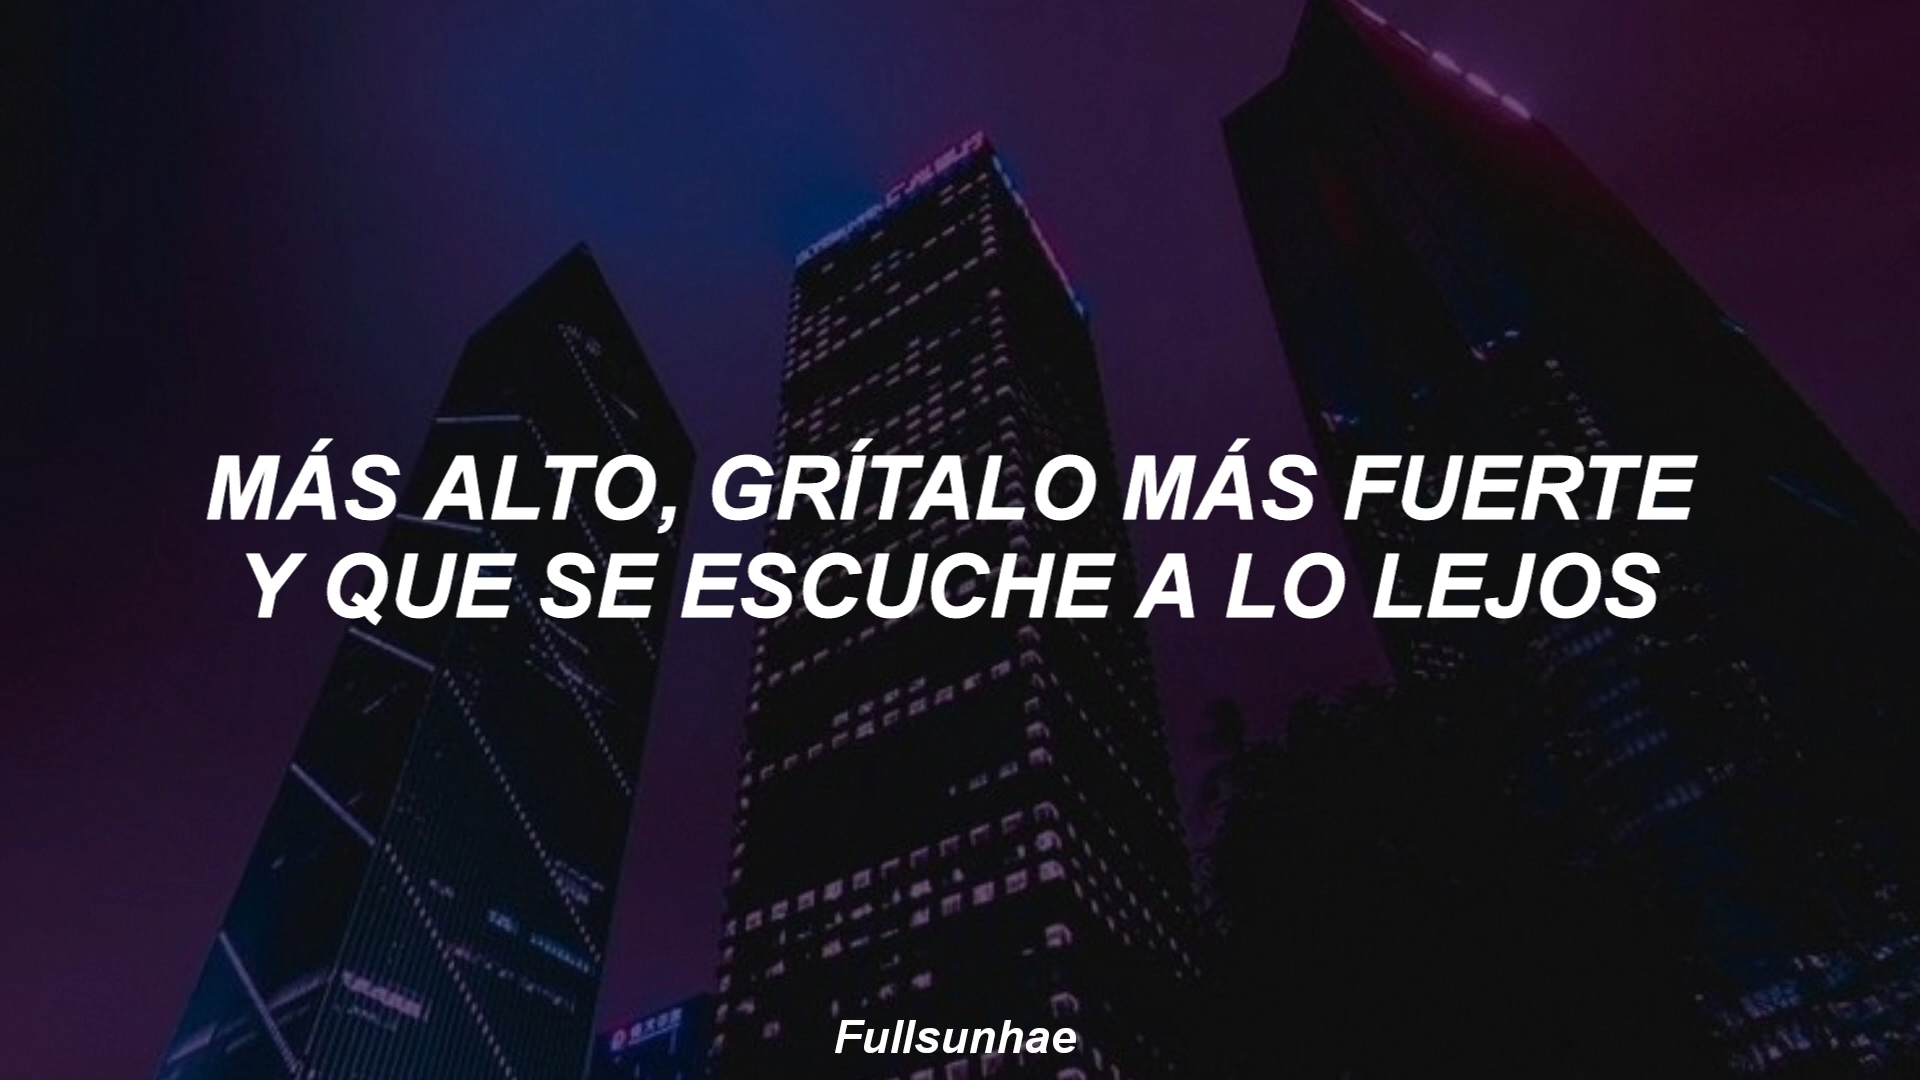 MÁS ALTO, GRÍTALO MÁS FUERTE
Y QUE SE ESCUCHE A LO LEJOS
Fullsunhae